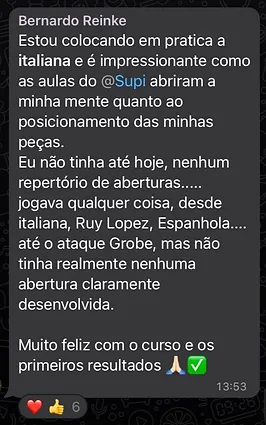 Bernardo Reinke
Estou colocando em pratica a
italiana e é impressionante como
as aulas do @Supi abriram a
minha mente quanto ao
posicionamento das minhas
peças.
Eu não tinha até hoje, nenhum
repertório de aberturas.....
jogava qualquer coisa, desde
italiana, Ruy Lopez, Espanhola....
até o ataque Grobe, mas não
tinha realmente nenhuma
abertura claramente
desenvolvida.
Muito feliz com o curso e os
primeiros resultados 🙏🏻✅
13:53
❤️ 👍 6